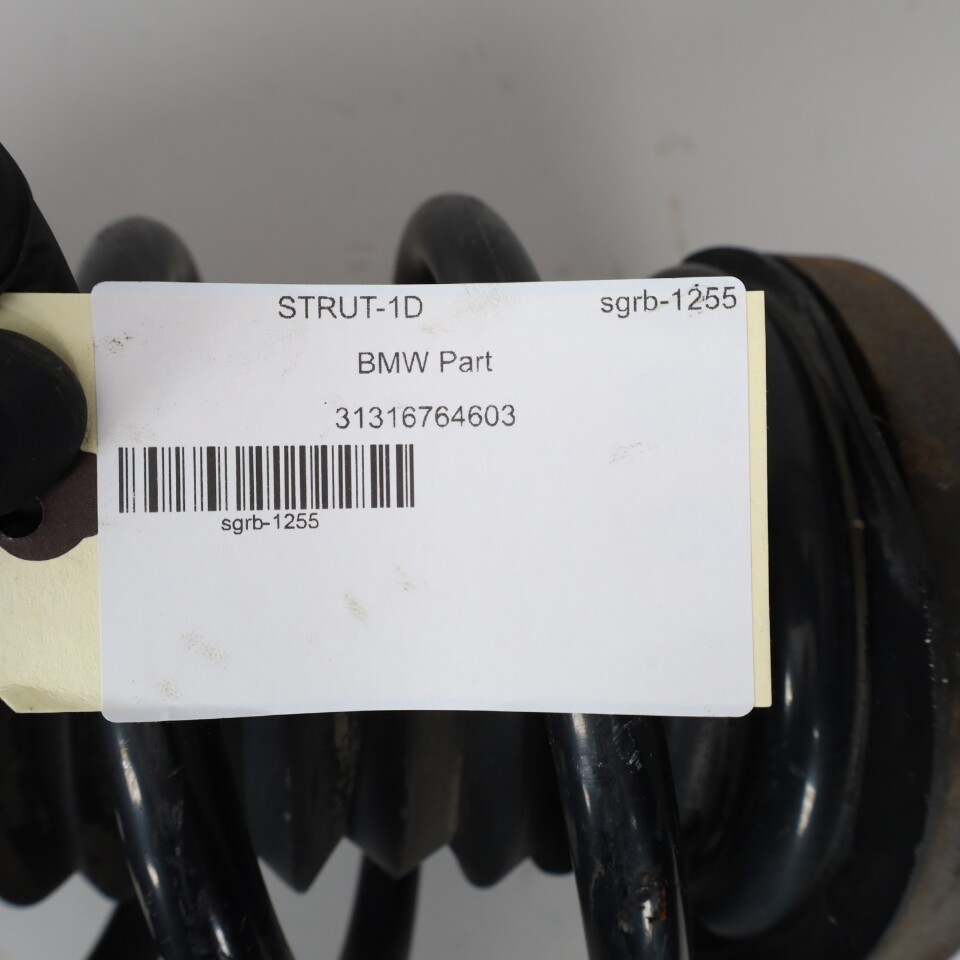 STRUT-1D sgrb-1255
BMW Part
31316764603
sgrb-1255